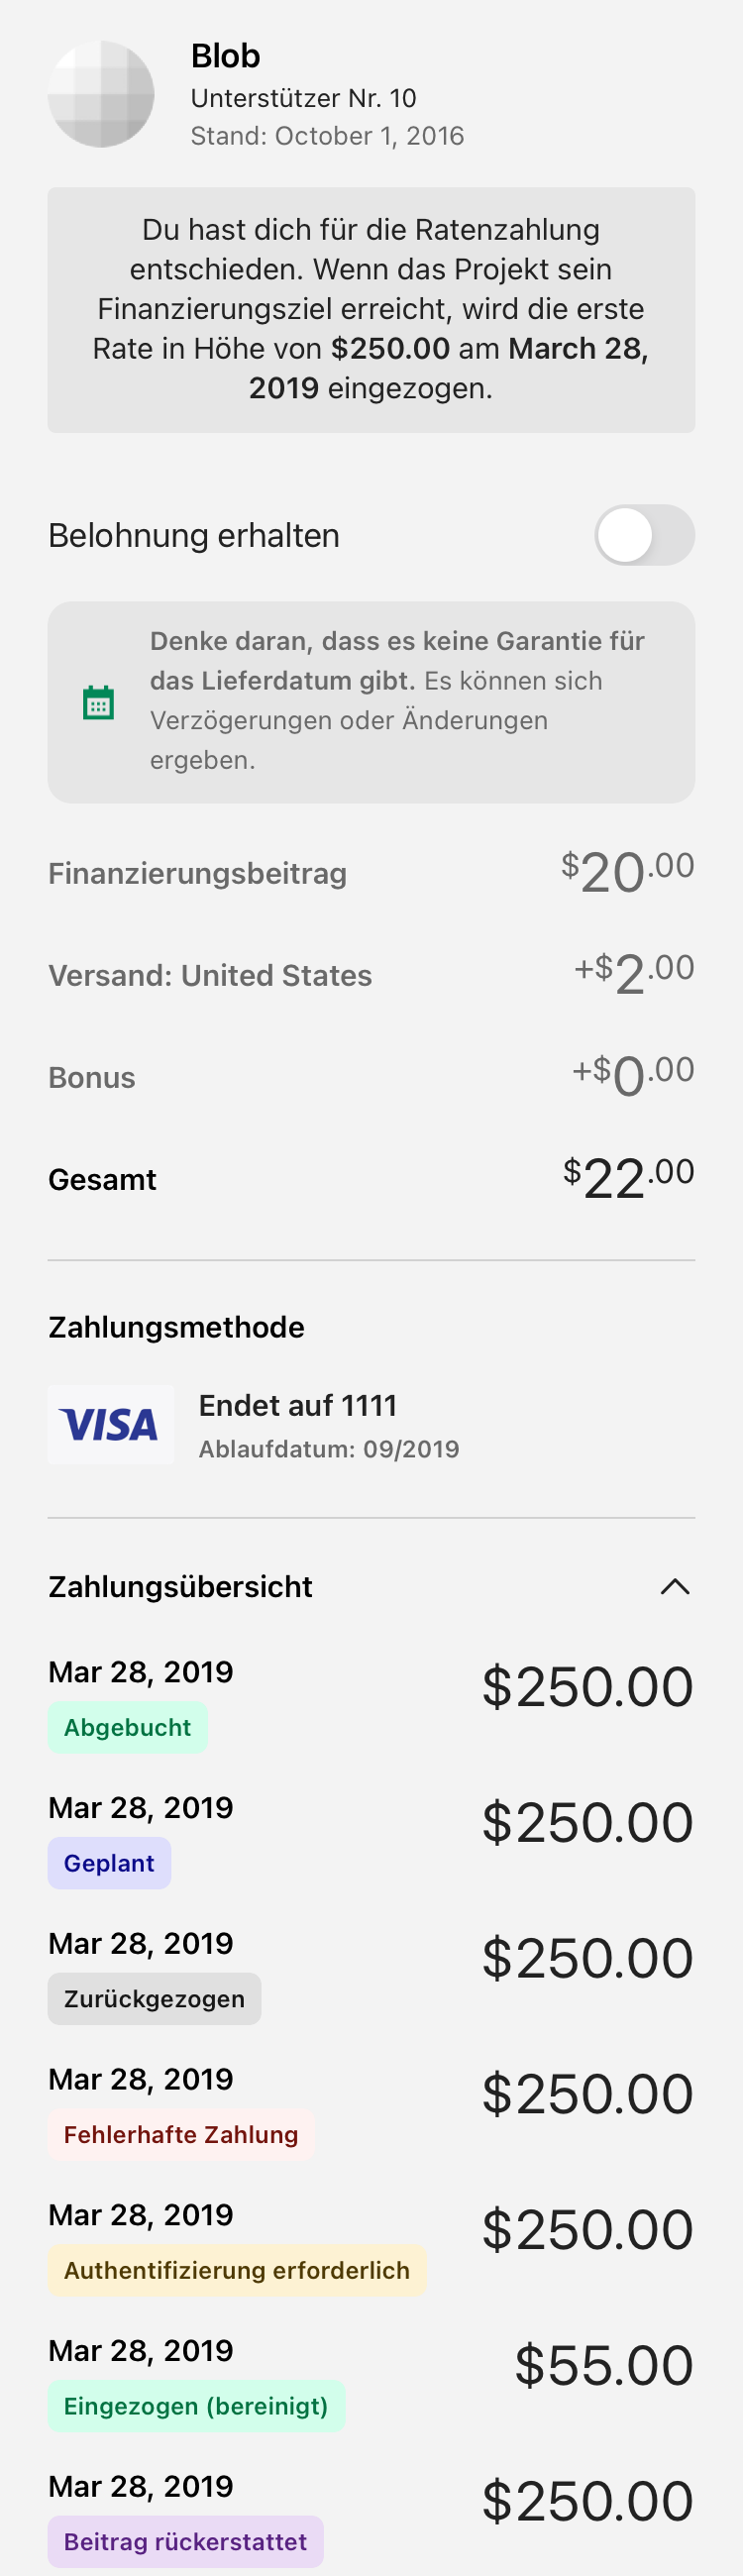 Blob
Unterstützer Nr. 10
Stand: October 1, 2016
Du hast dich für die Ratenzahlung
entschieden. Wenn das Projekt sein
Finanzierungsziel erreicht, wird die erste
Rate in Höhe von $250.00 am March 28,
2019 eingezogen.
Belohnung erhalten
Denke daran, dass es keine Garantie für
das Lieferdatum gibt. Es können sich
Verzögerungen oder Änderungen
ergeben.
Finanzierungsbeitrag $20.00
Versand: United States +$2.00
Bonus +$0.00
Gesamt $22.00
Zahlungsmethode
VISA
Endet auf 1111
Ablaufdatum: 09/2019
Zahlungsübersicht
Mar 28, 2019 $250.00
Abgebucht
Mar 28, 2019 $250.00
Geplant
Mar 28, 2019 $250.00
Zurückgezogen
Mar 28, 2019 $250.00
Fehlerhafte Zahlung
Mar 28, 2019 $250.00
Authentifizierung erforderlich
Mar 28, 2019 $55.00
Eingezogen (bereinigt)
Mar 28, 2019 $250.00
Beitrag rückerstattet